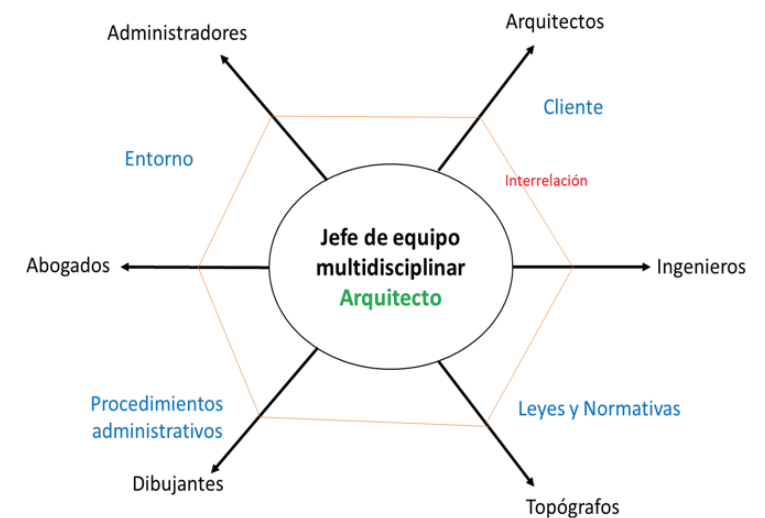 Administradores
Arquitectos
Cliente
Entorno
Interrelación
Jefe de equipo
multidisciplinar
Arquitecto
Abogados
Ingenieros
Procedimientos
administrativos
Leyes y Normativas
Dibujantes
Topógrafos